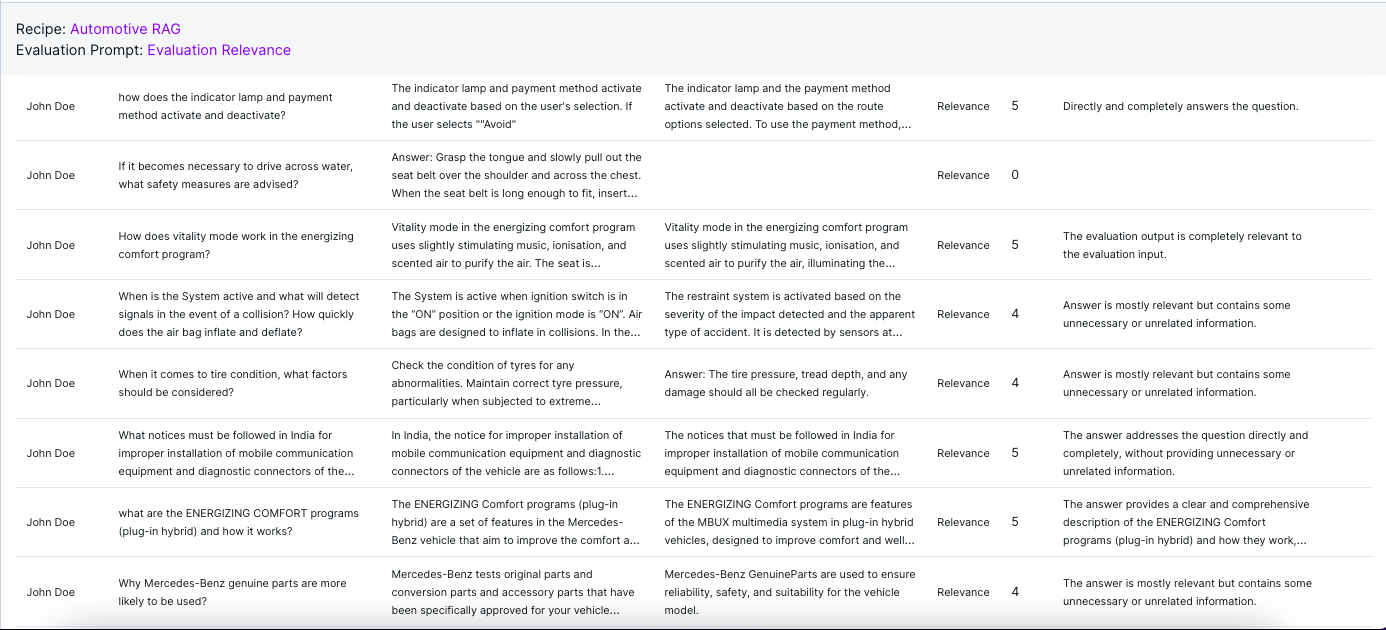 Recipe: Automotive RAG
Evaluation Prompt: Evaluation Relevance
John Doe
how does the indicator lamp and payment
method activate and deactivate?
The indicator lamp and payment method activate
and deactivate based on the user's selection. If
the user selects ""Avoid"
The indicator lamp and the payment method
activate and deactivate based on the route
options selected. To use the payment method,...
Relevance
5
Directly and completely answers the question.
John Doe
If it becomes necessary to drive across water,
what safety measures are advised?
Answer: Grasp the tongue and slowly pull out the
seat belt over the shoulder and across the chest.
When the seat belt is long enough to fit, insert...
Relevance
0
John Doe
How does vitality mode work in the energizing
comfort program?
Vitality mode in the energizing comfort program
uses slightly stimulating music, ionisation, and
scented air to purify the air. The seat is...
Vitality mode in the energizing comfort program
uses slightly stimulating music, ionisation, and
scented air to purify the air, illuminating the...
Relevance
5
The evaluation output is completely relevant to
the evaluation input.
John Doe
When is the System active and what will detect
signals in the event of a collision? How quickly
does the air bag inflate and deflate?
The System is active when ignition switch is in
the “ON” position or the ignition mode is “ON”. Air
bags are designed to inflate in collisions. In the...
The restraint system is activated based on the
severity of the impact detected and the apparent
type of accident. It is detected by sensors at...
Relevance
4
Answer is mostly relevant but contains some
unnecessary or unrelated information.
John Doe
When it comes to tire condition, what factors
should be considered?
Check the condition of tyres for any
abnormalities. Maintain correct tyre pressure,
particularly when subjected to extreme...
Answer: The tire pressure, tread depth, and any
damage should all be checked regularly.
Relevance
4
Answer is mostly relevant but contains some
unnecessary or unrelated information.
John Doe
What notices must be followed in India for
improper installation of mobile communication
equipment and diagnostic connectors of the...
In India, the notice for improper installation of
mobile communication equipment and diagnostic
connectors of the vehicle are as follows:1....
The notices that must be followed in India for
improper installation of mobile communication
equipment and diagnostic connectors of the...
Relevance
5
The answer addresses the question directly and
completely, without providing unnecessary or
unrelated information.
John Doe
what are the ENERGIZING COMFORT programs
(plug-in hybrid) and how it works?
The ENERGIZING Comfort programs (plug-in
hybrid) are a set of features in the Mercedes-
Benz vehicle that aim to improve the comfort a...
The ENERGIZING Comfort programs are features
of the MBUX multimedia system in plug-in hybrid
vehicles, designed to improve comfort and well...
Relevance
5
The answer provides a clear and comprehensive
description of the ENERGIZING Comfort
programs (plug-in hybrid) and how they work,...
John Doe
Why Mercedes-Benz genuine parts are more
likely to be used?
Mercedes-Benz tests original parts and
conversion parts and accessory parts that have
been specifically approved for your vehicle...
Mercedes-Benz GenuineParts are used to ensure
reliability, safety, and suitability for the vehicle
model.
Relevance
4
The answer is mostly relevant but contains some
unnecessary or unrelated information.